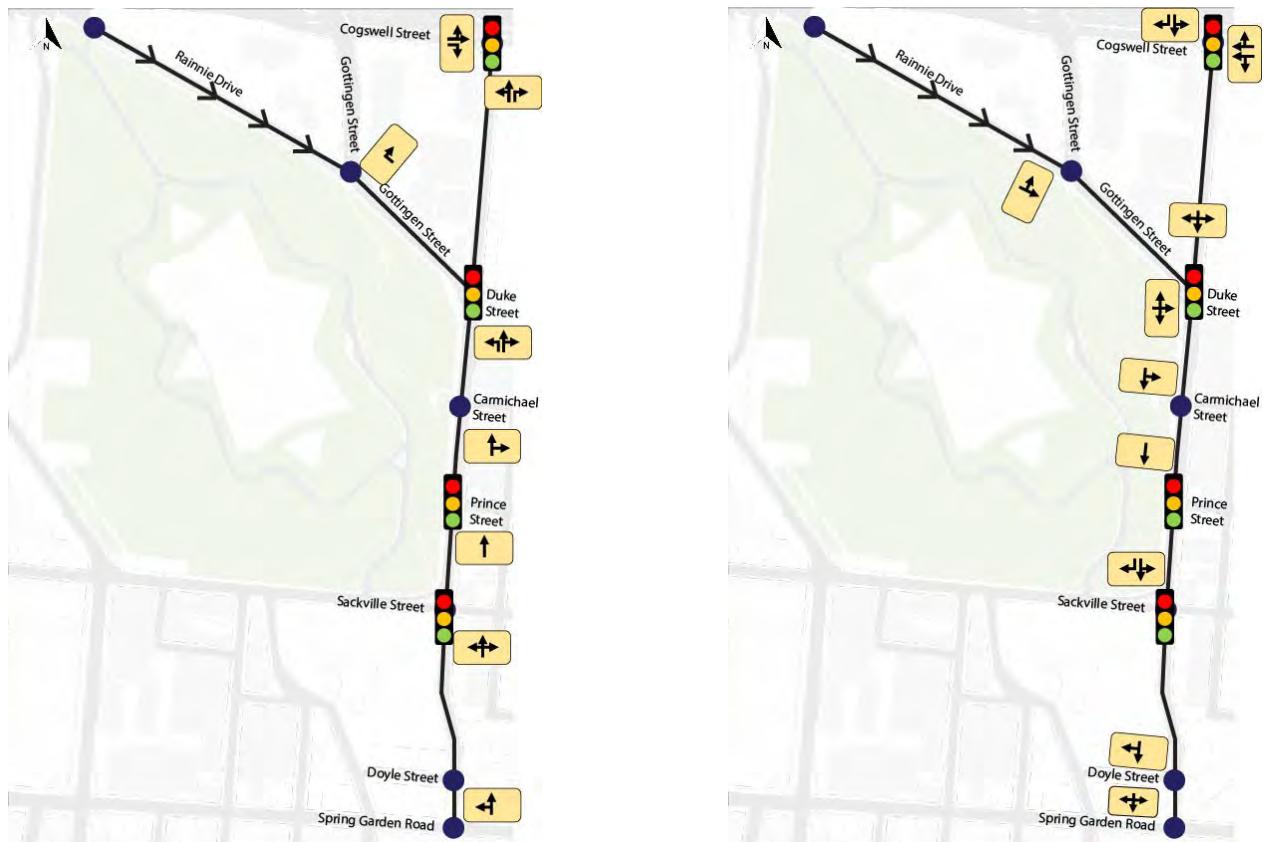 N
Cogswell Street
Rainnie Drive
Gottingen Street
Gottingen Street
Duke
Street
Carmichael
Street
Prince
Street
Sackville Street
Doyle Street
Spring Garden Road
N
Cogswell Street
Rainnie Drive
Gottingen Street
Gottingen Street
Duke
Street
Carmichael
Street
Prince
Street
Sackville Street
Doyle Street
Spring Garden Road